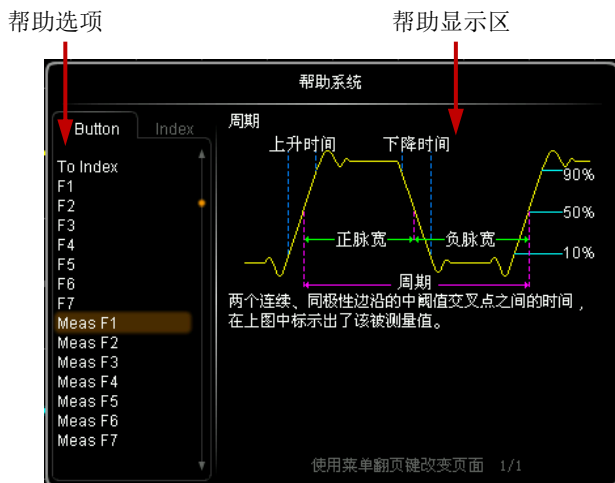 帮助选项
帮助显示区
帮助系统
Button
Index
To Index
F1
F2
F3
F4
F5
F6
F7
Meas F1
Meas F2
Meas F3
Meas F4
Meas F5
Meas F6
Meas F7
周期
上升时间
下降时间
90%
50%
10%
正脉宽
负脉宽
周期
两个连续、同极性边沿的中阈值交叉点之间的时间，
在上图中标示出了该被测量值。
使用菜单翻页键改变页面 1/1